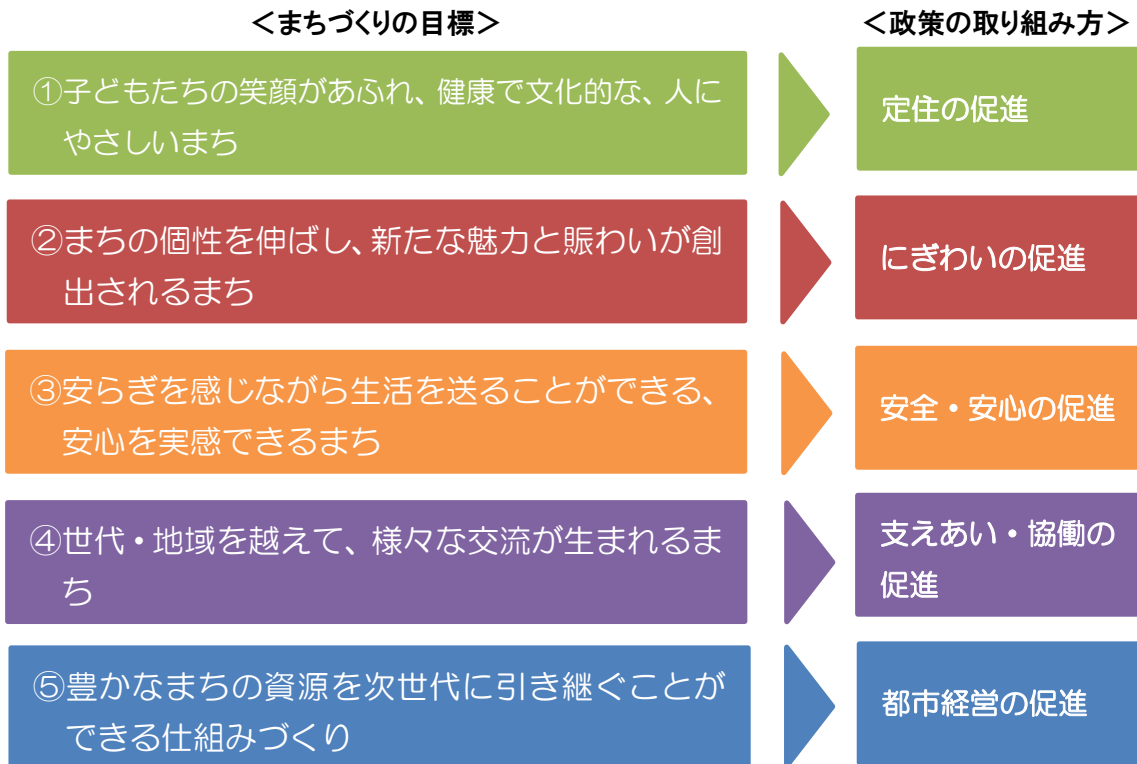 ＜まちづくりの目標＞
＜政策の取り組み方＞
①子どもたちの笑顔があふれ、健康で文化的な、人に
やさしいまち
定住の促進
②まちの個性を伸ばし、新たな魅力と賑わいが創
出されるまち
にぎわいの促進
③安らぎを感じながら生活を送ることができる、
安心を実感できるまち
安全・安心の促進
④世代・地域を越えて、様々な交流が生まれるま
ち
支えあい・協働の
促進
⑤豊かなまちの資源を次世代に引き継ぐことが
できる仕組みづくり
都市経営の促進